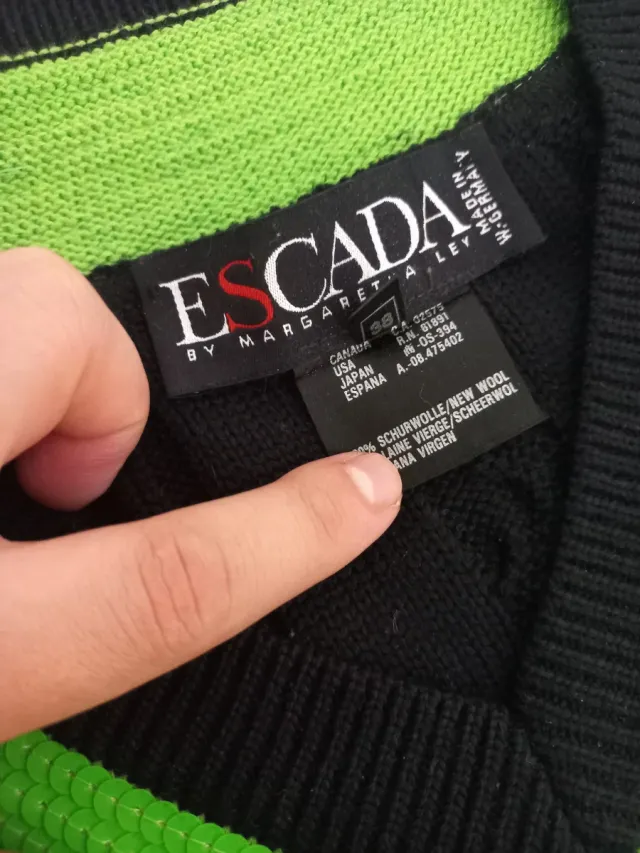 ESCADA
BY MARGARETHA LEY
MADE IN
W.GERMANY
38
CANADA C.A. 02575
USA R.N. 61891
JAPAN OS-394
ESPANA A.-08.475402
% SCHURWOLLE/NEW WOOL
LAINE VIERGE/SCHEERWOL
LANA VIRGEN